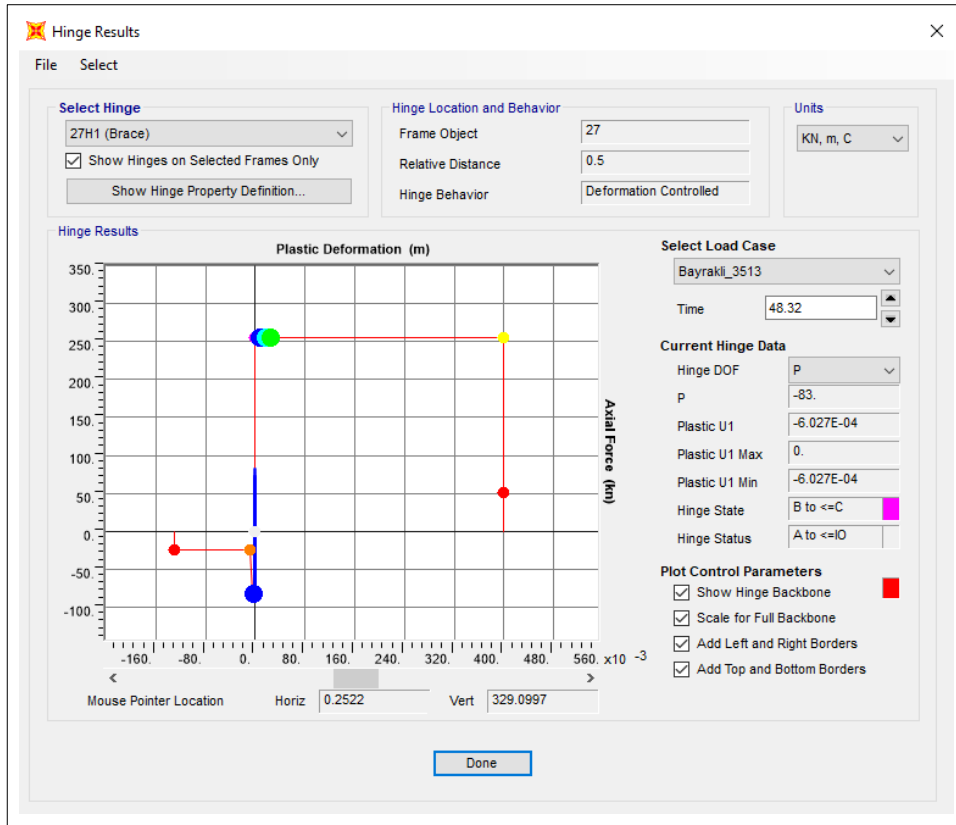 Hinge Results
File Select
Select Hinge
27H1 (Brace)
Show Hinges on Selected Frames Only
Show Hinge Property Definition...
Hinge Location and Behavior
Frame Object 27
Relative Distance 0.5
Hinge Behavior Deformation Controlled
Units
KN, m, C
Hinge Results
Plastic Deformation (m)
350.
300.
250.
200.
150.
100.
50.
0.
-50.
-100.
-160. -80. 0. 80. 160. 240. 320. 400. 480. 560. x10 -3
Axial Force (kn)
Mouse Pointer Location Horiz 0.2522 Vert 329.0997
Select Load Case
Bayrakli_3513
Time 48.32
Current Hinge Data
Hinge DOF P
P -83.
Plastic U1 -6.027E-04
Plastic U1 Max 0.
Plastic U1 Min -6.027E-04
Hinge State B to <=C
Hinge Status A to <=IO
Plot Control Parameters
Show Hinge Backbone
Scale for Full Backbone
Add Left and Right Borders
Add Top and Bottom Borders
Done